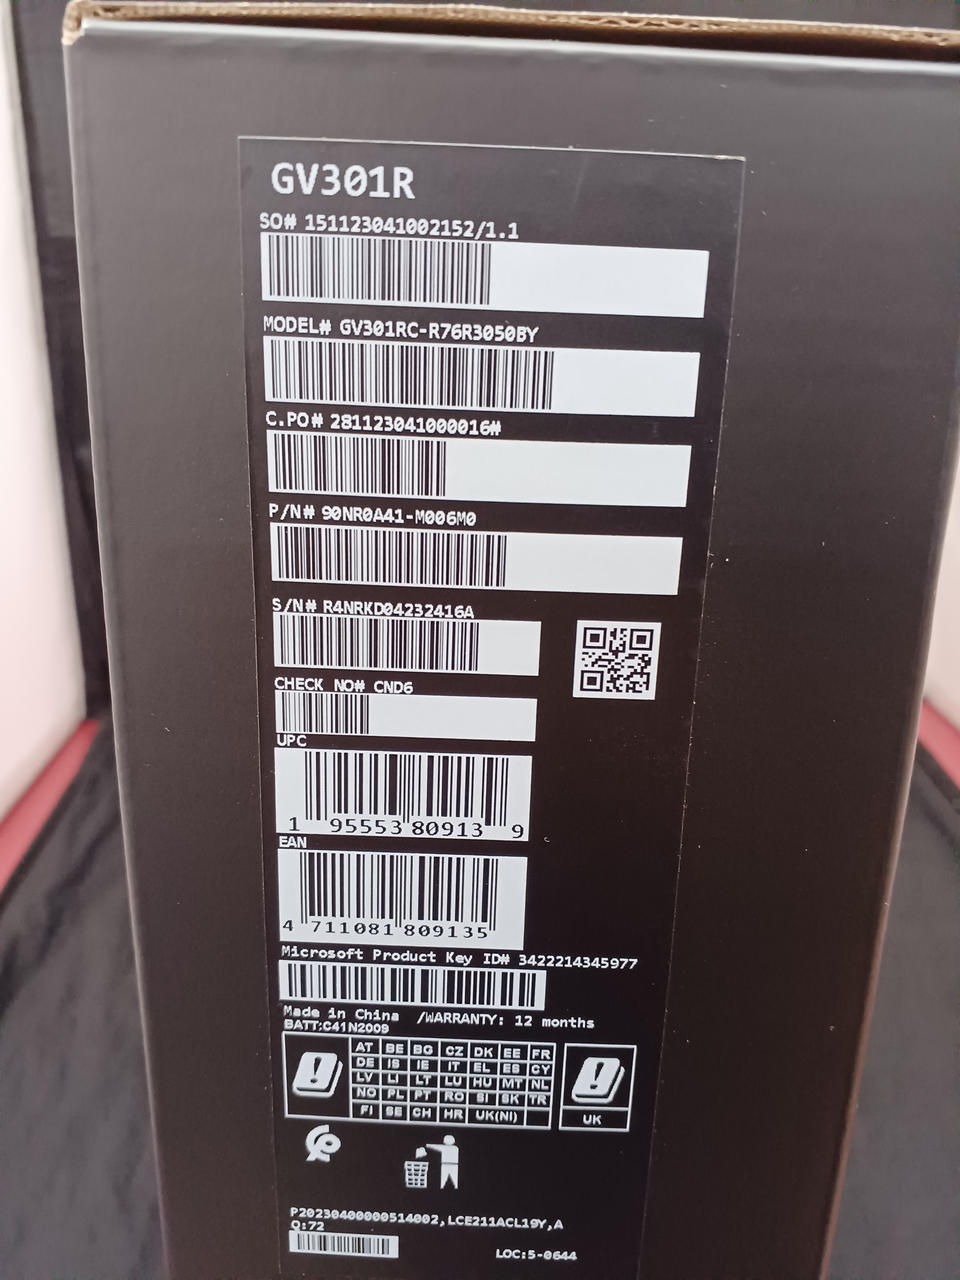 GV301R
SO# 151123041002152/1.1
MODEL# GV301RC-R76R3050BY
C.PO# 281123041000016#
P/N# 90NR0A41-M006M0
S/N# R4NRKD04232416A
CHECK NO# CND6
UPC
1 95553 80913 9
EAN
4 711081 809135
Microsoft Product Key ID# 3422214345977
Made in China /WARRANTY: 12 months
BATT:C41N2009
AT BE BG CZ DK EE FR
DE IS IE IT EL ES CY
LV LI LT LU HU MT NL
NO PL PT RO SI SK TR
FI SE CH HR UK(NI)
UK
P20230400000514002,LCE211ACL19Y,A
Q:72
LOC:5-0644